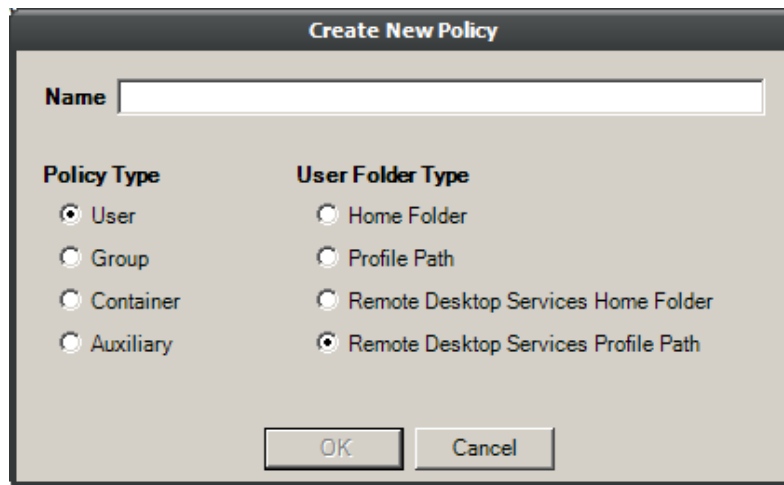 Create New Policy
Name
Policy Type
User
Group
Container
Auxiliary
User Folder Type
Home Folder
Profile Path
Remote Desktop Services Home Folder
Remote Desktop Services Profile Path
OK
Cancel